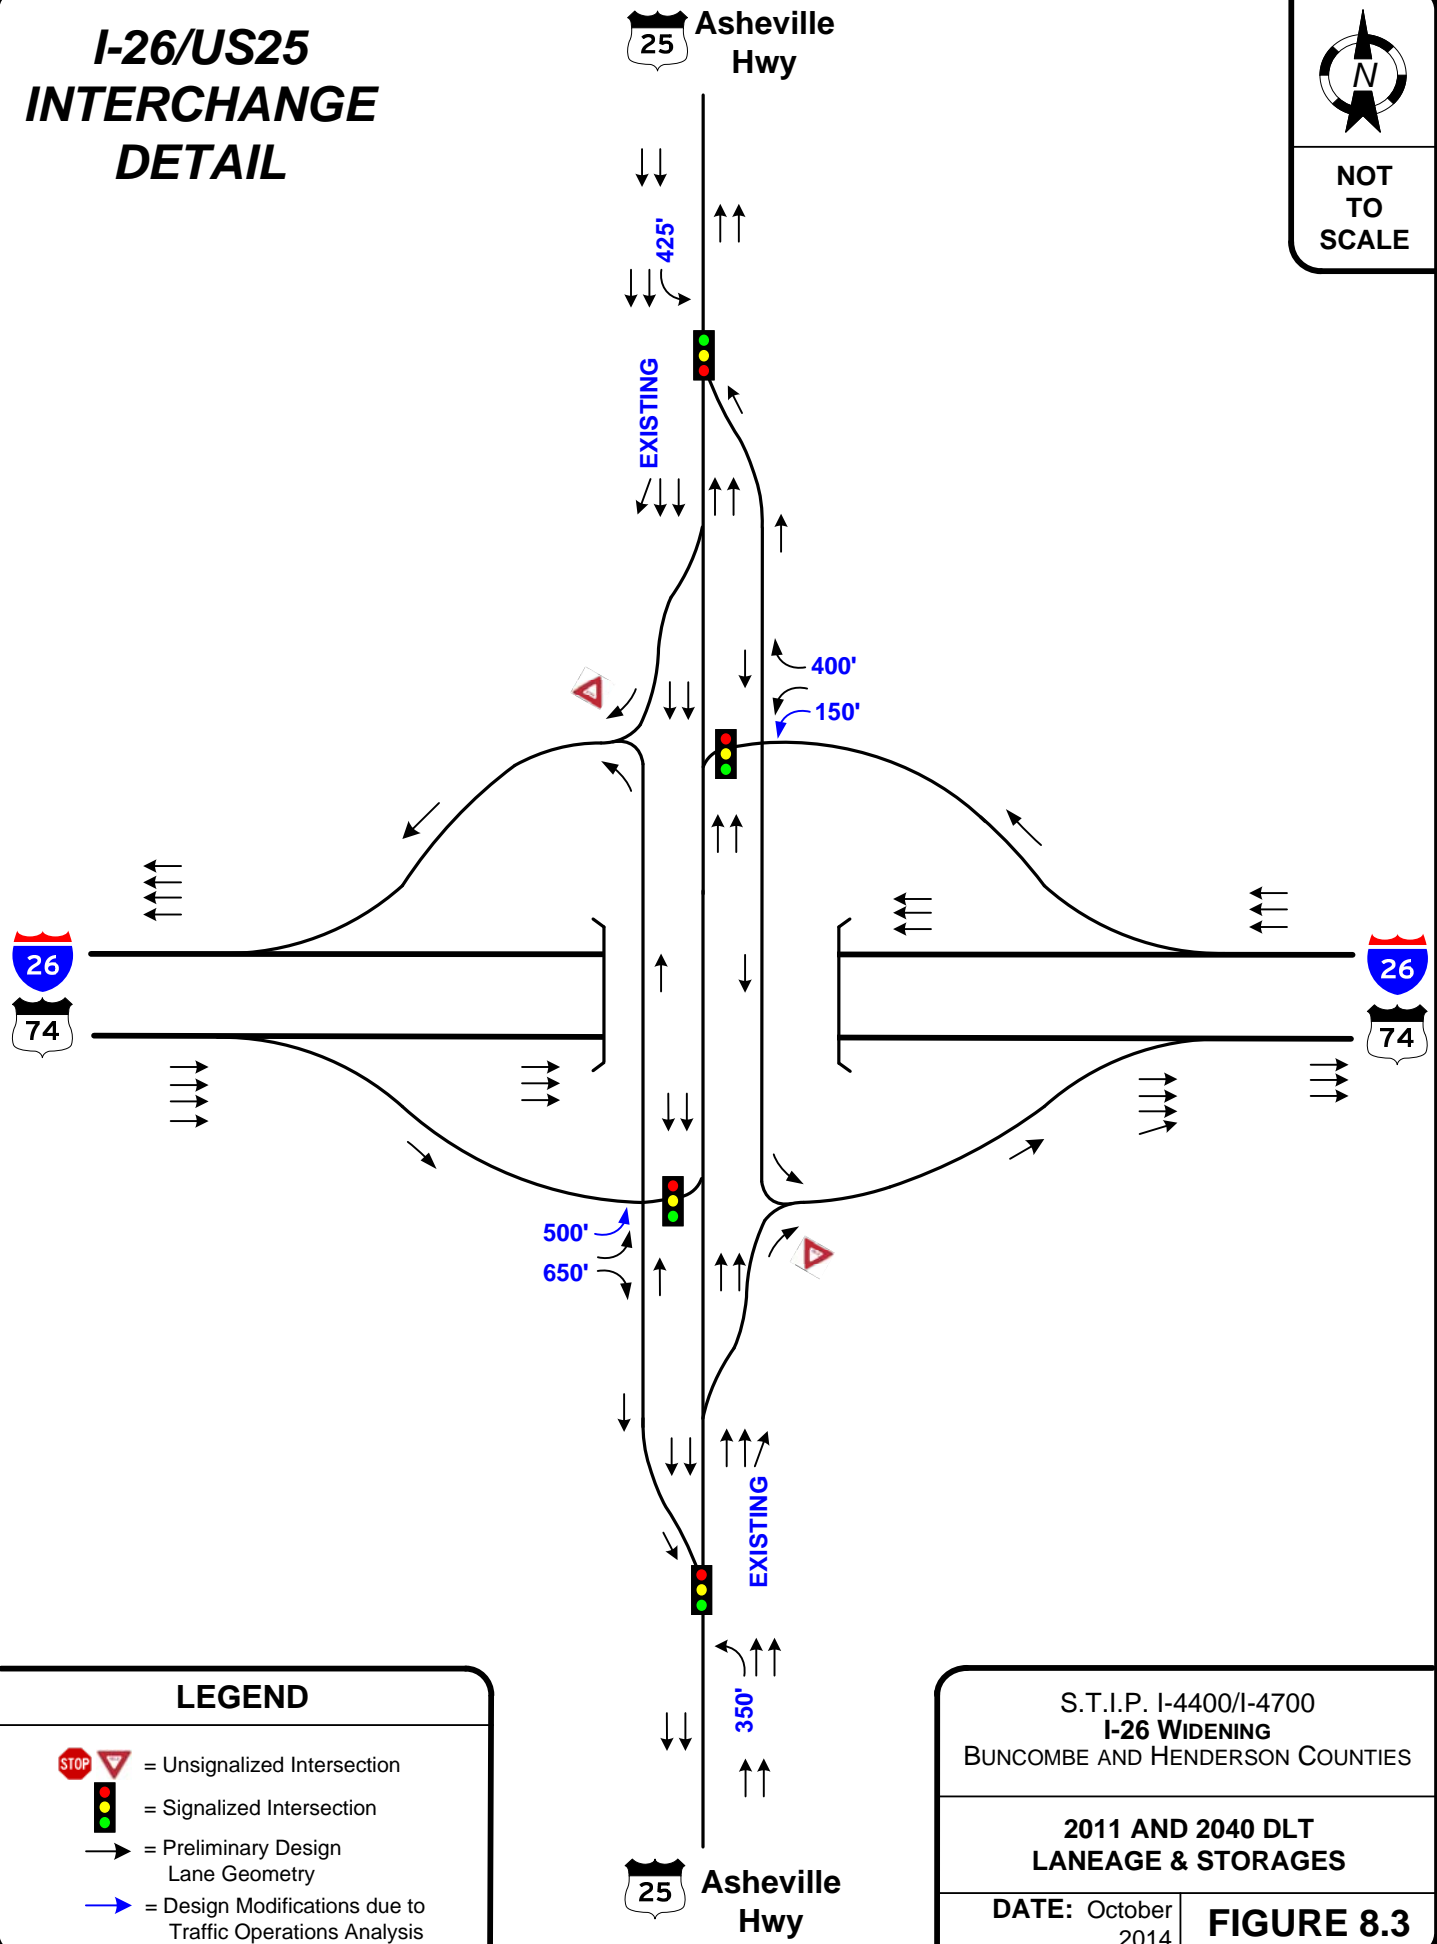 I-26/US25
INTERCHANGE
DETAIL
25
Asheville
Hwy
N
NOT
TO
SCALE
425'
EXISTING
400'
150'
26
74
26
74
500'
650'
EXISTING
350'
25
Asheville
Hwy
LEGEND
STOP = Unsignalized Intersection
= Signalized Intersection
= Preliminary Design
Lane Geometry
= Design Modifications due to
Traffic Operations Analysis
S.T.I.P. I-4400/I-4700
I-26 WIDENING
BUNCOMBE AND HENDERSON COUNTIES
2011 AND 2040 DLT
LANEAGE & STORAGES
DATE: October
2014
FIGURE 8.3